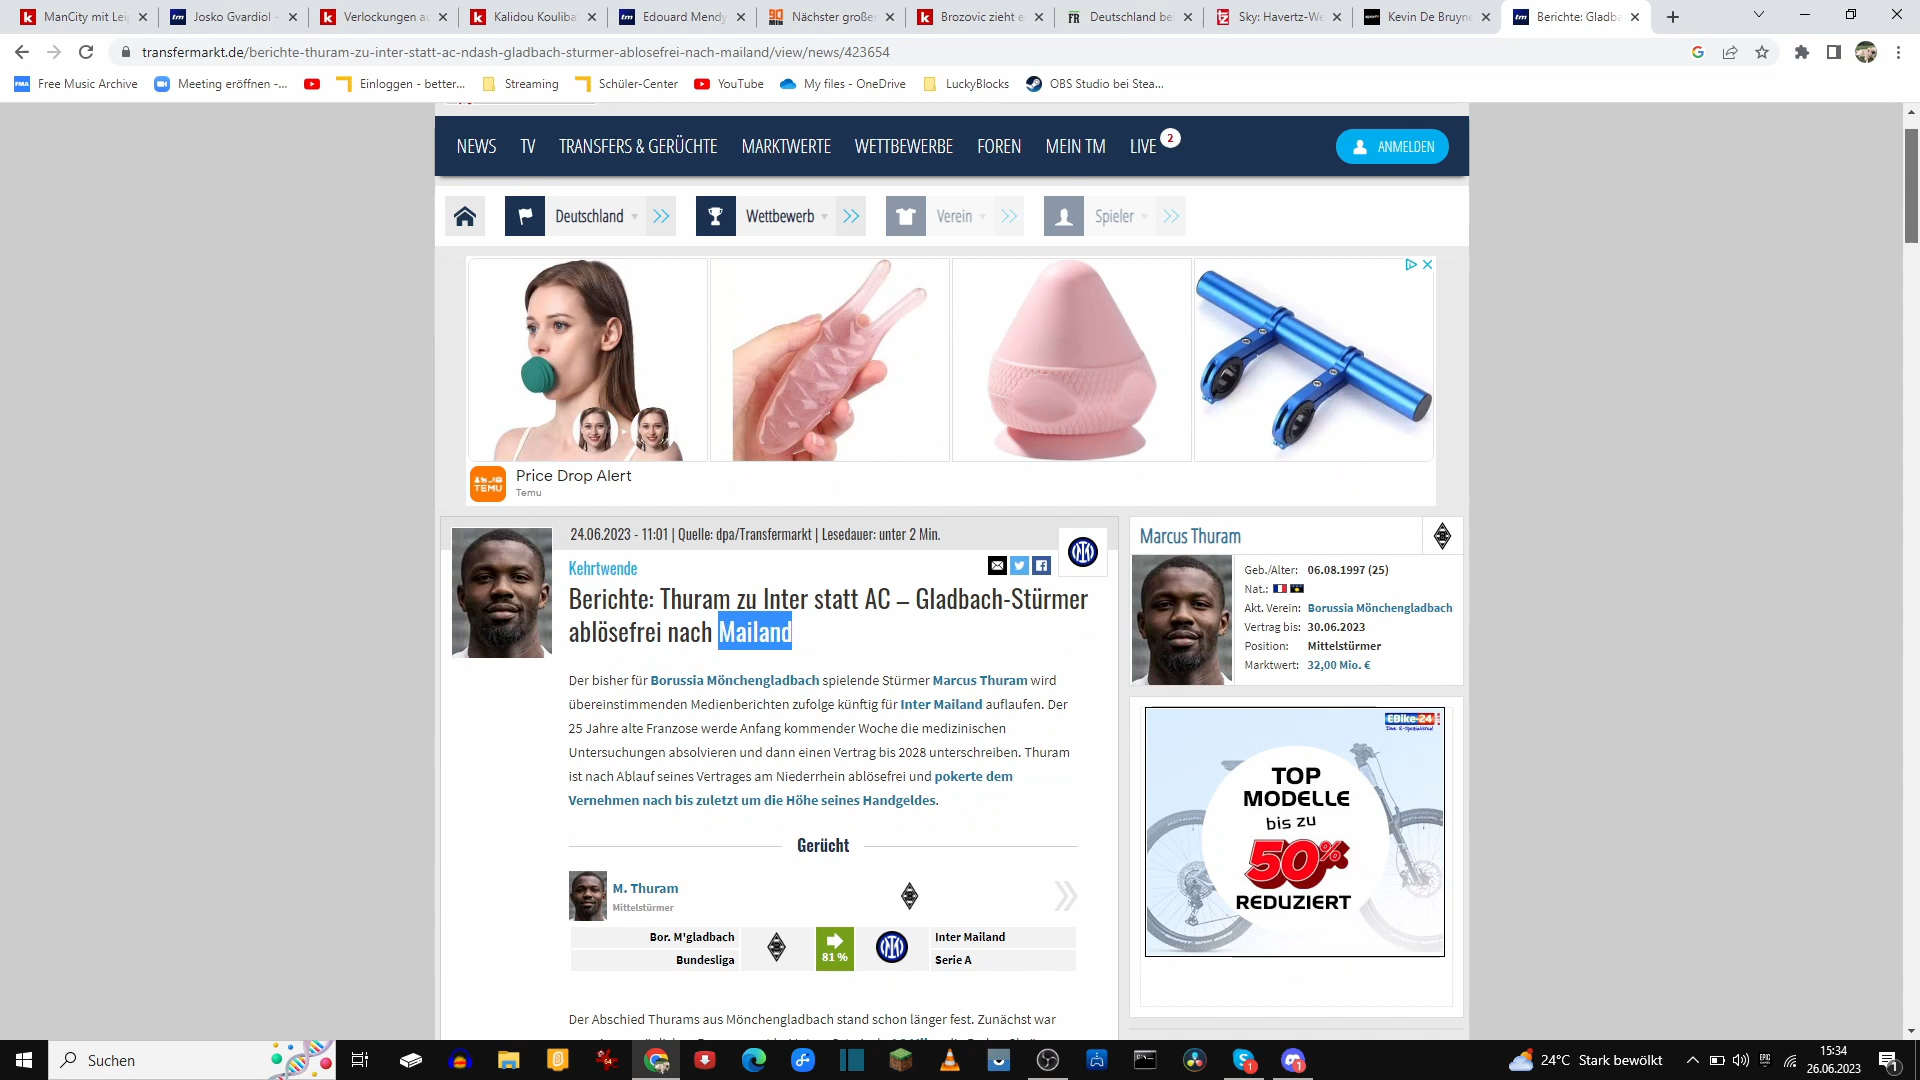 ManCity mit Lei
Josko Gvardiol -
Verlockungen a
Kalidou Kouliba
Edouard Mendy
Nächster große
Brozovic zieht e
Deutschland be
Sky: Havertz-We
Kevin De Bruyne
Berichte: Gladba
transfermarkt.de/berichte-thuram-zu-inter-statt-ac-ndash-gladbach-sturmer-ablosefrei-nach-mailand/view/news/423654
Free Music Archive
Meeting eröffnen -...
Einloggen - better...
Streaming
Schüler-Center
YouTube
My files - OneDrive
LuckyBlocks
OBS Studio bei Stea...
NEWS TV TRANSFERS & GERÜCHTE MARKTWERTE WETTBEWERBE FOREN MEIN TM LIVE 2
ANMELDEN
Deutschland
Wettbewerb
Verein
Spieler
TEMU
Price Drop Alert
Temu
24.06.2023 - 11:01 | Quelle: dpa/Transfermarkt | Lesedauer: unter 2 Min.
Kehrtwende
Berichte: Thuram zu Inter statt AC – Gladbach-Stürmer
ablösefrei nach Mailand
Der bisher für Borussia Mönchengladbach spielende Stürmer Marcus Thuram wird
übereinstimmenden Medienberichten zufolge künftig für Inter Mailand auflaufen. Der
25 Jahre alte Franzose werde Anfang kommender Woche die medizinischen
Untersuchungen absolvieren und dann einen Vertrag bis 2028 unterschreiben. Thuram
ist nach Ablauf seines Vertrages am Niederrhein ablösefrei und pokerte dem
Vernehmen nach bis zuletzt um die Höhe seines Handgeldes.
Gerücht
M. Thuram
Mittelstürmer
Bor. M'gladbach
Bundesliga
81 %
Inter Mailand
Serie A
Der Abschied Thurams aus Mönchengladbach stand schon länger fest. Zunächst war
Marcus Thuram
Geb./Alter: 06.08.1997 (25)
Nat.:
Akt. Verein: Borussia Mönchengladbach
Vertrag bis: 30.06.2023
Position: Mittelstürmer
Marktwert: 32,00 Mio. €
EBike-24
TOP
MODELLE
bis zu
50%
REDUZIERT
Suchen
24°C Stark bewölkt
15:34
26.06.2023